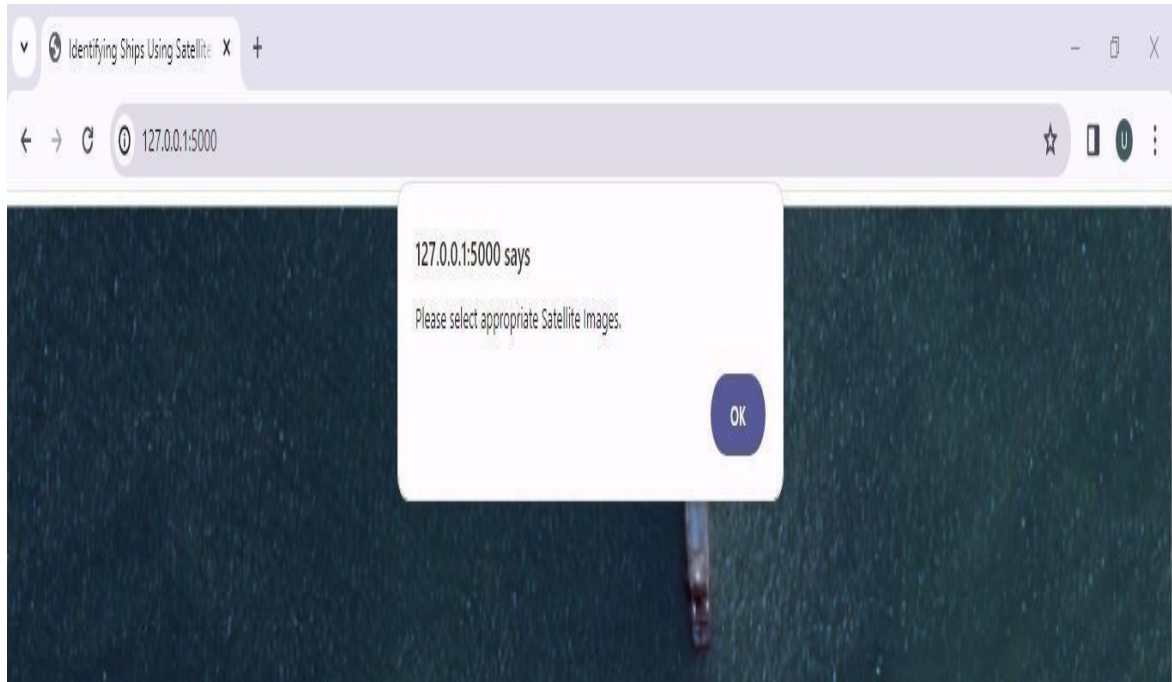 Identifying Ships Using Satellite
127.0.0.1:5000
U
127.0.0.1:5000 says
Please select appropriate Satellite Images.
OK